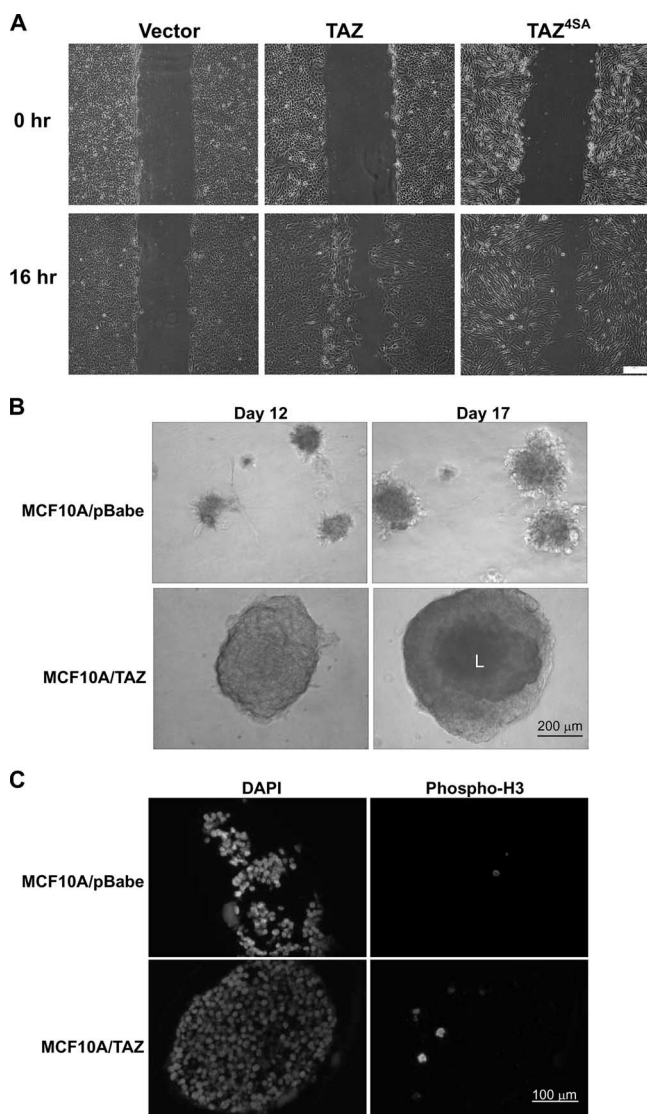 A
Vector TAZ TAZ4SA
0 hr
16 hr
B
Day 12 Day 17
MCF10A/pBabe
MCF10A/TAZ
L
200 μm
C
DAPI Phospho-H3
MCF10A/pBabe
MCF10A/TAZ
100 μm